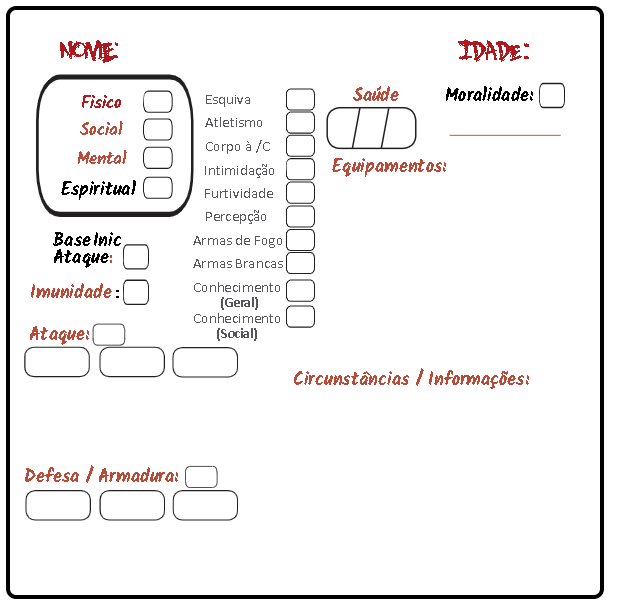 NOME:
IDADE:
Físico
Social
Mental
Espiritual
Base Inic
Ataque:
Imunidade :
Ataque:
Defesa / Armadura:
Esquiva
Atletismo
Corpo à /C
Intimidação
Furtividade
Percepção
Armas de Fogo
Armas Brancas
Conhecimento
(Geral)
Conhecimento
(Social)
Saúde
Moralidade:
Equipamentos:
Circunstâncias / Informações: